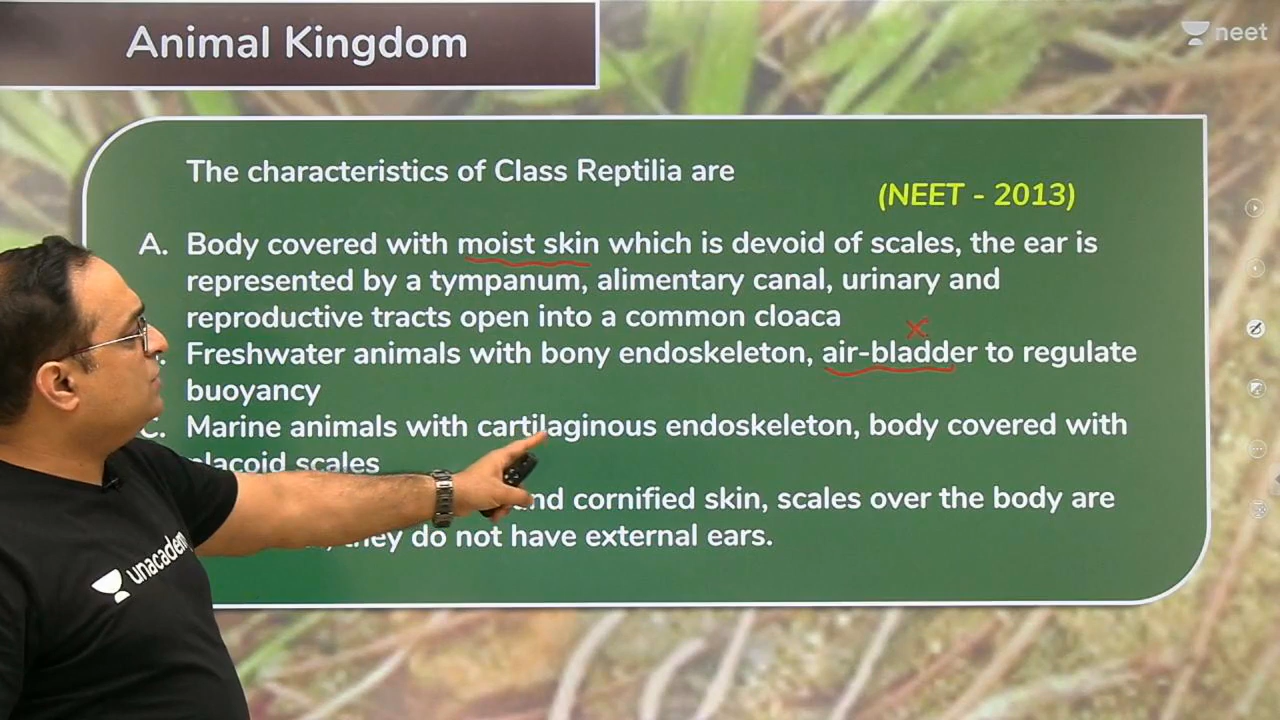 Animal Kingdom
neet
The characteristics of Class Reptilia are
(NEET - 2013)
A. Body covered with moist skin which is devoid of scales, the ear is
represented by a tympanum, alimentary canal, urinary and
reproductive tracts open into a common cloaca
Freshwater animals with bony endoskeleton, air-bladder to regulate
buoyancy
C. Marine animals with cartilaginous endoskeleton, body covered with
placoid scales
and cornified skin, scales over the body are
they do not have external ears.
unacademy